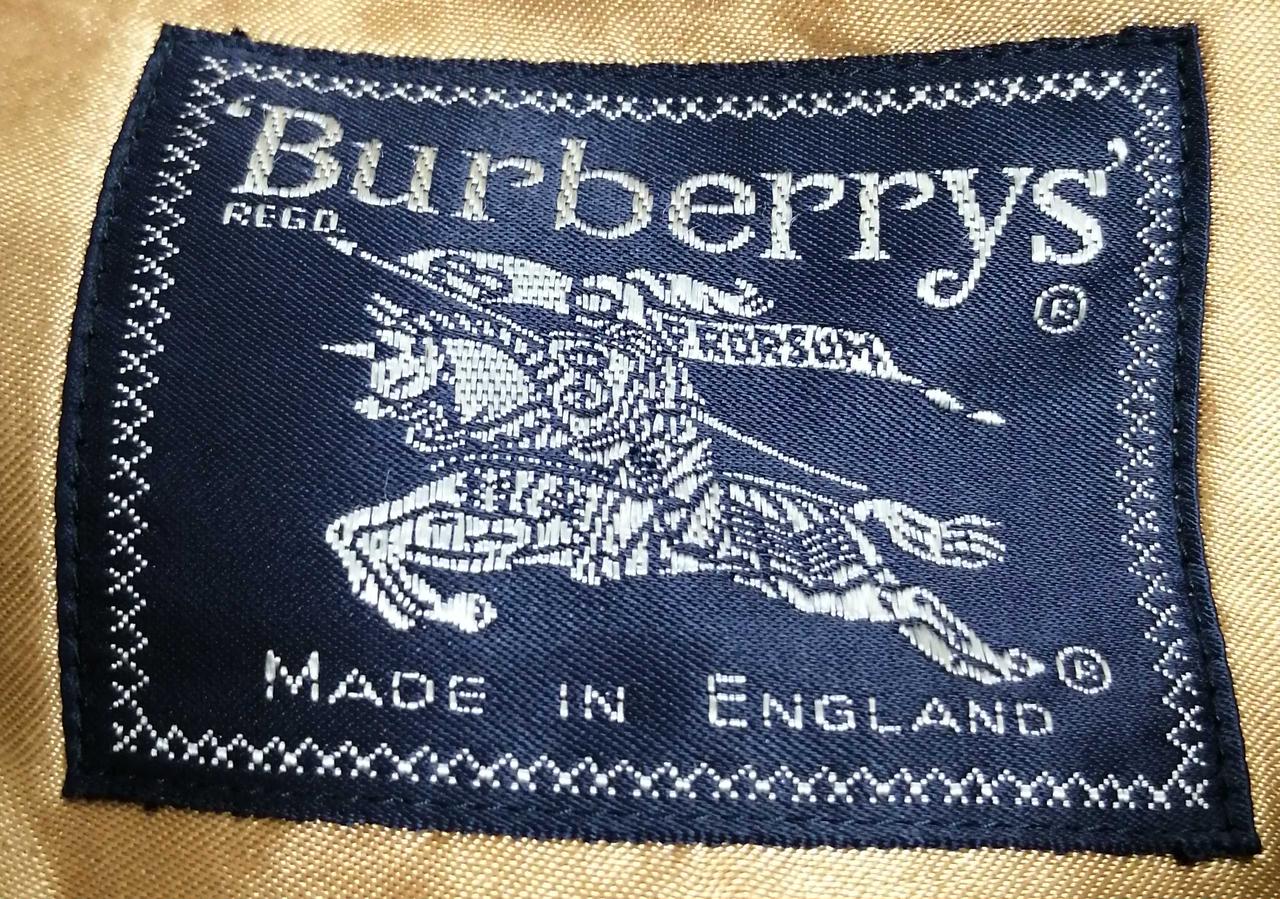 ‘Burberrys’
REGD.
®
®
MADE IN ENGLAND